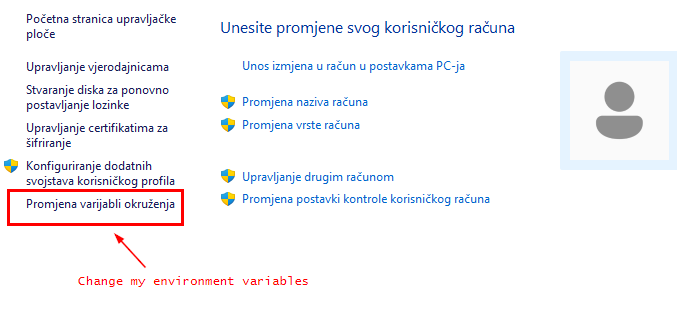 Početna stranica upravljačke
ploče
Upravljanje vjerodajnicama
Stvaranje diska za ponovno
postavljanje lozinke
Upravljanje certifikatima za
šifriranje
Konfiguriranje dodatnih
svojstava korisničkog profila
Promjena varijabli okruženja
Change my environment variables
Unesite promjene svog korisničkog računa
Unos izmjena u račun u postavkama PC-ja
Promjena naziva računa
Promjena vrste računa
Upravljanje drugim računom
Promjena postavki kontrole korisničkog računa